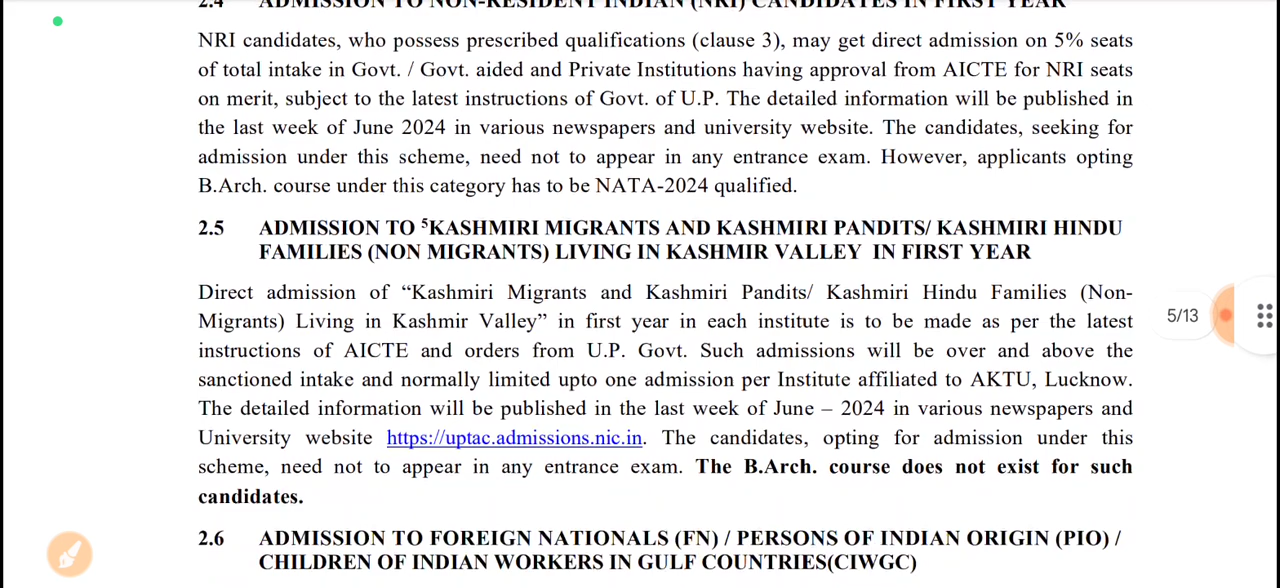 2.4 ADMISSION TO NON-RESIDENT INDIAN (NRI) CANDIDATES IN FIRST YEAR
NRI candidates, who possess prescribed qualifications (clause 3), may get direct admission on 5% seats
of total intake in Govt. / Govt. aided and Private Institutions having approval from AICTE for NRI seats
on merit, subject to the latest instructions of Govt. of U.P. The detailed information will be published in
the last week of June 2024 in various newspapers and university website. The candidates, seeking for
admission under this scheme, need not to appear in any entrance exam. However, applicants opting
B.Arch. course under this category has to be NATA-2024 qualified.
2.5 ADMISSION TO ⁵KASHMIRI MIGRANTS AND KASHMIRI PANDITS/ KASHMIRI HINDU
FAMILIES (NON MIGRANTS) LIVING IN KASHMIR VALLEY IN FIRST YEAR
Direct admission of “Kashmiri Migrants and Kashmiri Pandits/ Kashmiri Hindu Families (Non-
Migrants) Living in Kashmir Valley” in first year in each institute is to be made as per the latest
instructions of AICTE and orders from U.P. Govt. Such admissions will be over and above the
sanctioned intake and normally limited upto one admission per Institute affiliated to AKTU, Lucknow.
The detailed information will be published in the last week of June – 2024 in various newspapers and
University website https://uptac.admissions.nic.in. The candidates, opting for admission under this
scheme, need not to appear in any entrance exam. The B.Arch. course does not exist for such
candidates.
2.6 ADMISSION TO FOREIGN NATIONALS (FN) / PERSONS OF INDIAN ORIGIN (PIO) /
CHILDREN OF INDIAN WORKERS IN GULF COUNTRIES(CIWGC)
5/13